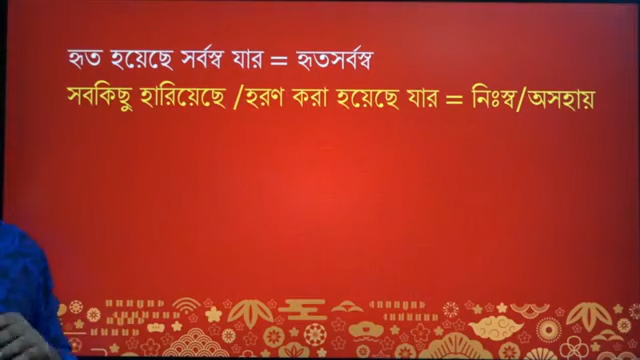 হৃত হয়েছে সর্বস্ব যার = হৃতসর্বস্ব
সবকিছু হারিয়েছে /হরণ করা হয়েছে যার = নিঃস্ব/অসহায়